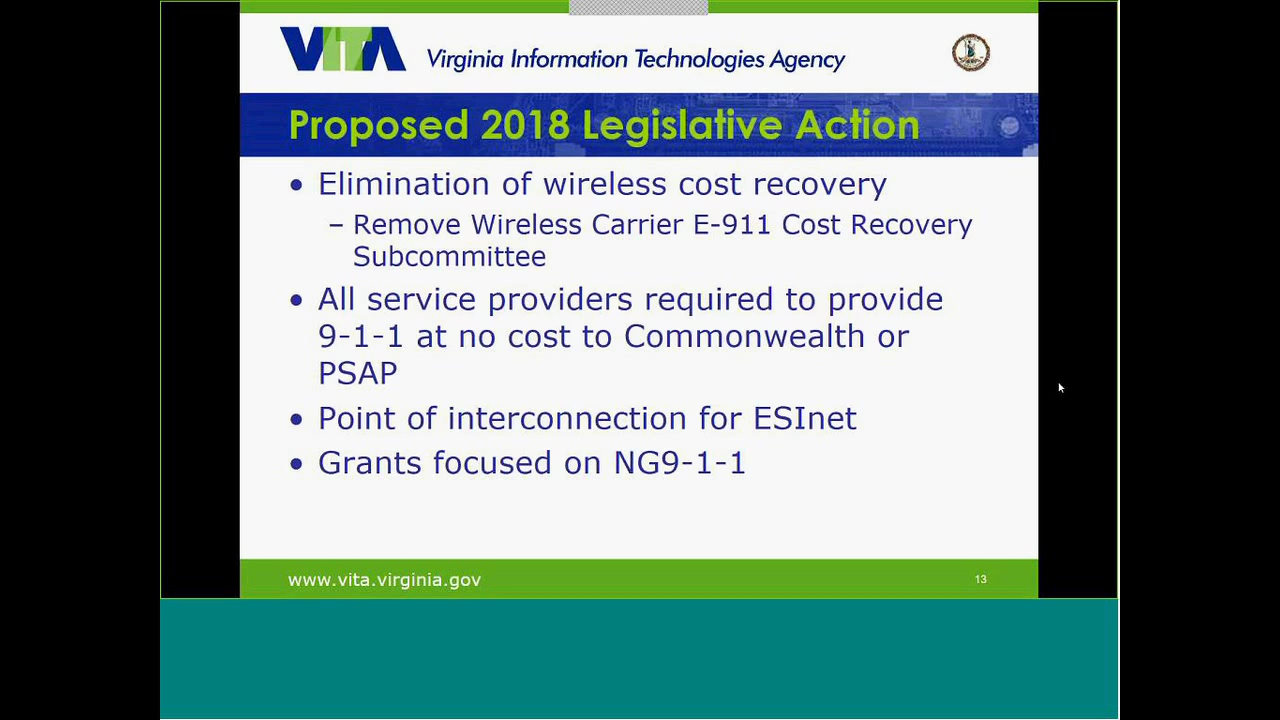 VITA Virginia Information Technologies Agency
Proposed 2018 Legislative Action
• Elimination of wireless cost recovery
– Remove Wireless Carrier E-911 Cost Recovery
Subcommittee
• All service providers required to provide
9-1-1 at no cost to Commonwealth or
PSAP
• Point of interconnection for ESInet
• Grants focused on NG9-1-1
www.vita.virginia.gov 13